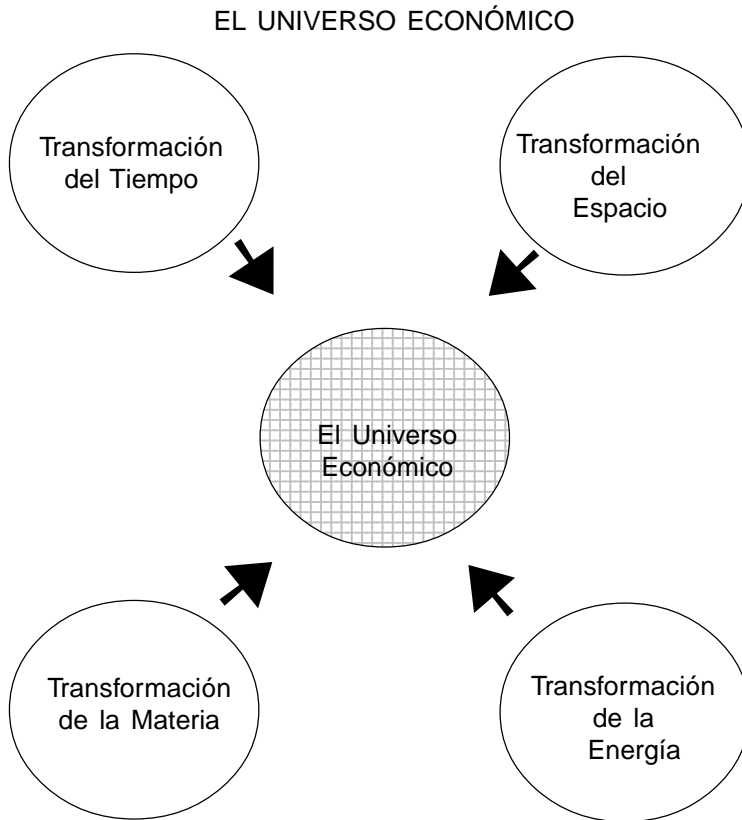 EL UNIVERSO ECONÓMICO
Transformación
del Tiempo
Transformación
del
Espacio
El Universo
Económico
Transformación
de la Materia
Transformación
de la
Energía